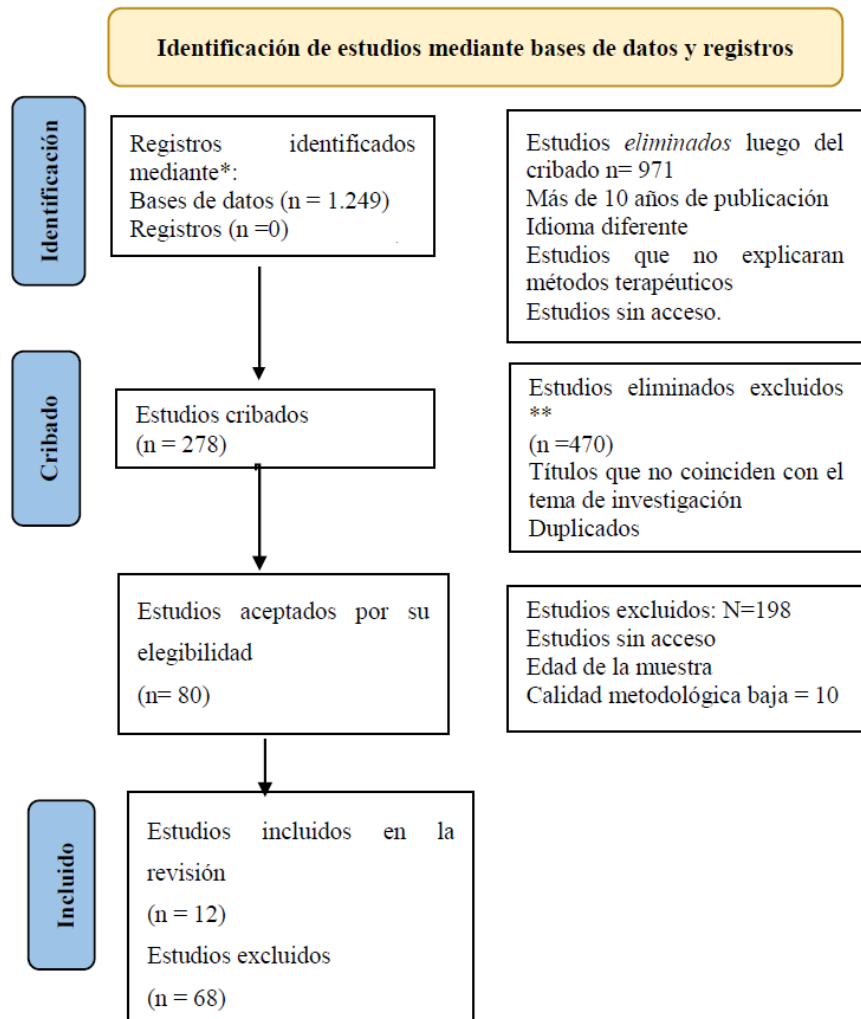 Identificación de estudios mediante bases de datos y registros
Identificación
Registros identificados
mediante*:
Bases de datos (n = 1.249)
Registros (n =0)
Estudios eliminados luego del
cribado n= 971
Más de 10 años de publicación
Idioma diferente
Estudios que no explicaran
métodos terapéuticos
Estudios sin acceso.
Cribado
Estudios cribados
(n = 278)
Estudios eliminados excluidos
**
(n =470)
Títulos que no coinciden con el
tema de investigación
Duplicados
Estudios aceptados por su
elegibilidad
(n= 80)
Estudios excluidos: N=198
Estudios sin acceso
Edad de la muestra
Calidad metodológica baja = 10
Incluido
Estudios incluidos en la
revisión
(n = 12)
Estudios excluidos
(n = 68)